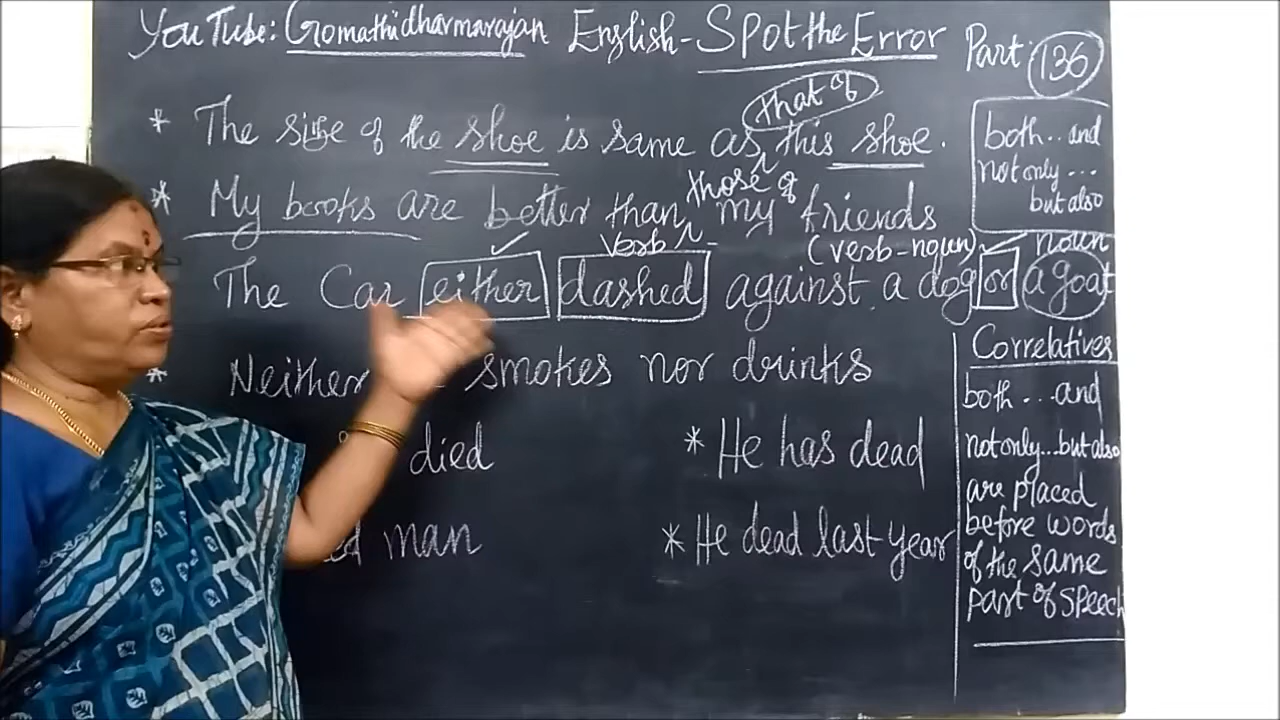 YouTube: Gomathidharmarajan English - Spot the Error Part: 136
that of
* The size of the shoe is same as this shoe.
those of
* My books are better than my friends
verb (verb-noun) noun
The Car either dashed against a dog or a goat
* Neither smokes nor drinks
died * He has dead
man * He dead last year
both .. and
not only ...
but also
Correlatives
both ... and
not only ... but also
are placed
before words
of the same
part of speech